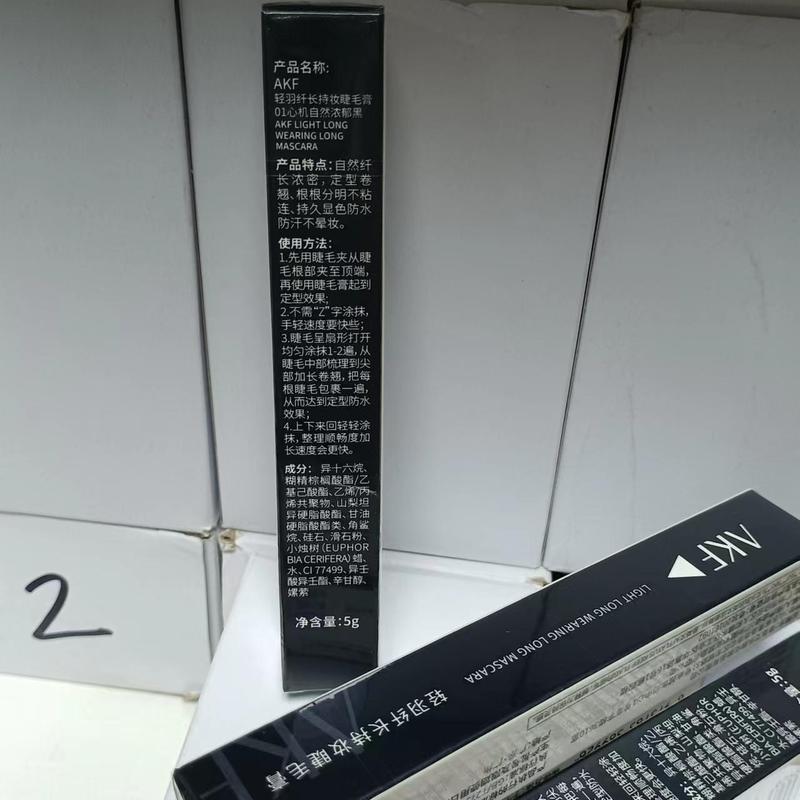 产品名称:
AKF
轻羽纤长持妆睫毛膏
01心机自然浓郁黑
AKF LIGHT LONG
WEARING LONG
MASCARA
产品特点:自然纤
长浓密,定型卷
翘、根根分明不粘
连、持久显色防水
防汗不晕妆。
使用方法:
1.先用睫毛夹从睫
毛根部夹至顶端,
再使用睫毛膏起到
定型效果;
2.不需“Z”字涂抹,
手轻速度要快些;
3.睫毛呈扇形打开
均匀涂抹1-2遍,从
睫毛中部梳理到尖
部加长卷翘,把每
根睫毛包裹一遍,
从而达到定型防水
效果;
4.上下来回轻轻涂
抹,整理顺畅度加
长速度会更快。
成分: 异十六烷、
糊精棕榈酸酯/乙
基己酸酯、乙烯/丙
烯共聚物、山梨坦
异硬脂酸酯、甘油
硬脂酸酯类、角鲨
烷、硅石、滑石粉、
小烛树(EUPHOR
BIA CERIFERA)蜡、
水、CI 77499、异壬
酸异壬酯、辛甘醇、
嫘萦
净含量:5g
2
AKF
LIGHT LONG WEARING LONG MASCARA
轻羽纤长持妆睫毛膏
AKF